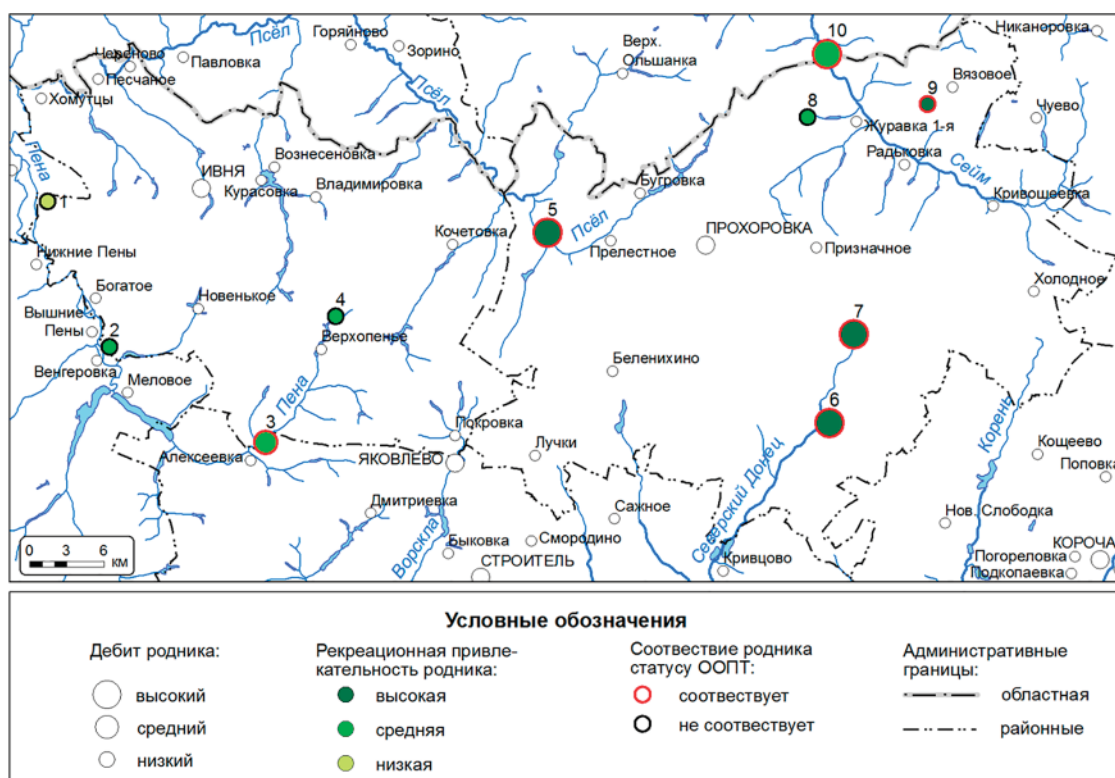 Псёл
Горяйново
Зорино
10
Никаноровка
Череново
Павловка
Верх.
Ольшанка
Песчаное
Псёл
Хомутцы
9
Вязовое
8
Чуево
Журавка 1-я
Пена
Вознесеновка
Радьковка
ИВНЯ
Курасовка
Владимировка
Бугровка
Сейм
Кривошеевка
1
5
Псёл
ПРОХОРОВКА
Кочетовка
Прелестное
Призначное
Нижние Пены
Холодное
Богатое
Новенькое
4
Вышние
Пены
7
2
Верхопенье
Венгеровка
Беленихино
Меловое
Пена
6
3
Покровка
Корень
Кощеево
Алексеевка
ЯКОВЛЕВО
Лучки
Поповка
Северский Донец
Дмитриевка
Сажное
Нов. Слободка
0 3 6
км
Ворскла
Быковка
Смородино
КОРОЧА
Погореловка
СТРОИТЕЛЬ
Кривцово
Подкопаевка
Условные обозначения
Дебит родника:
высокий
средний
низкий
Рекреационная привле-
кательность родника:
высокая
средняя
низкая
Соотвествие родника
статусу ООПТ:
соотвествует
не соотвествует
Административные
границы:
областная
районные